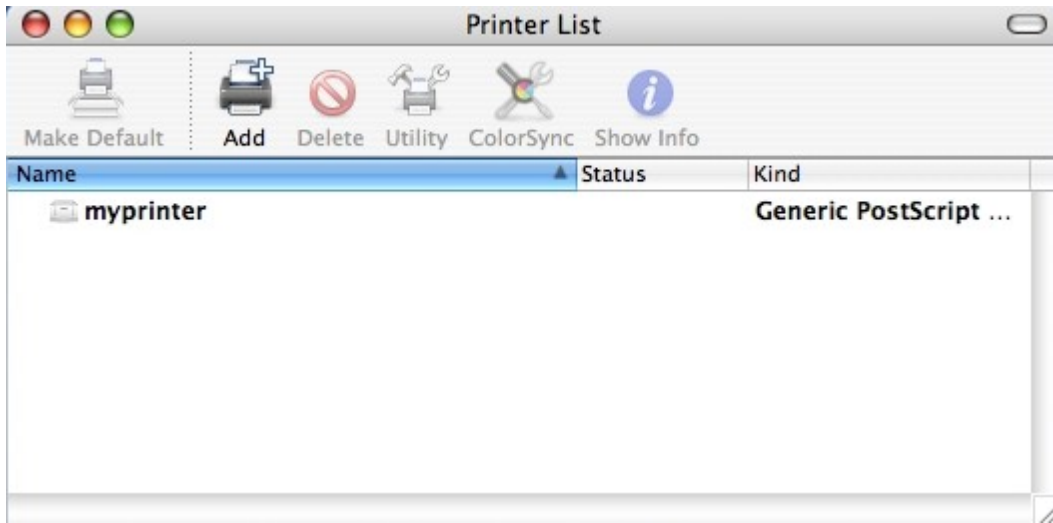 Printer List
Make Default Add Delete Utility ColorSync Show Info
Name Status Kind
myprinter Generic PostScript ...